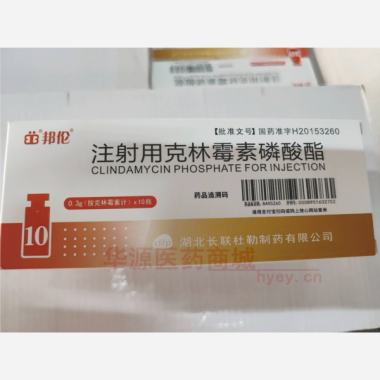 邦伦®
【批准文号】国药准字H20153260
注射用克林霉素磷酸酯
CLINDAMYCIN PHOSPHATE FOR INJECTION
药品追溯码
0.3g(按克林霉素计)×10瓶
10
湖北长联杜勒制药有限公司
华源医药商城
hyey.cn